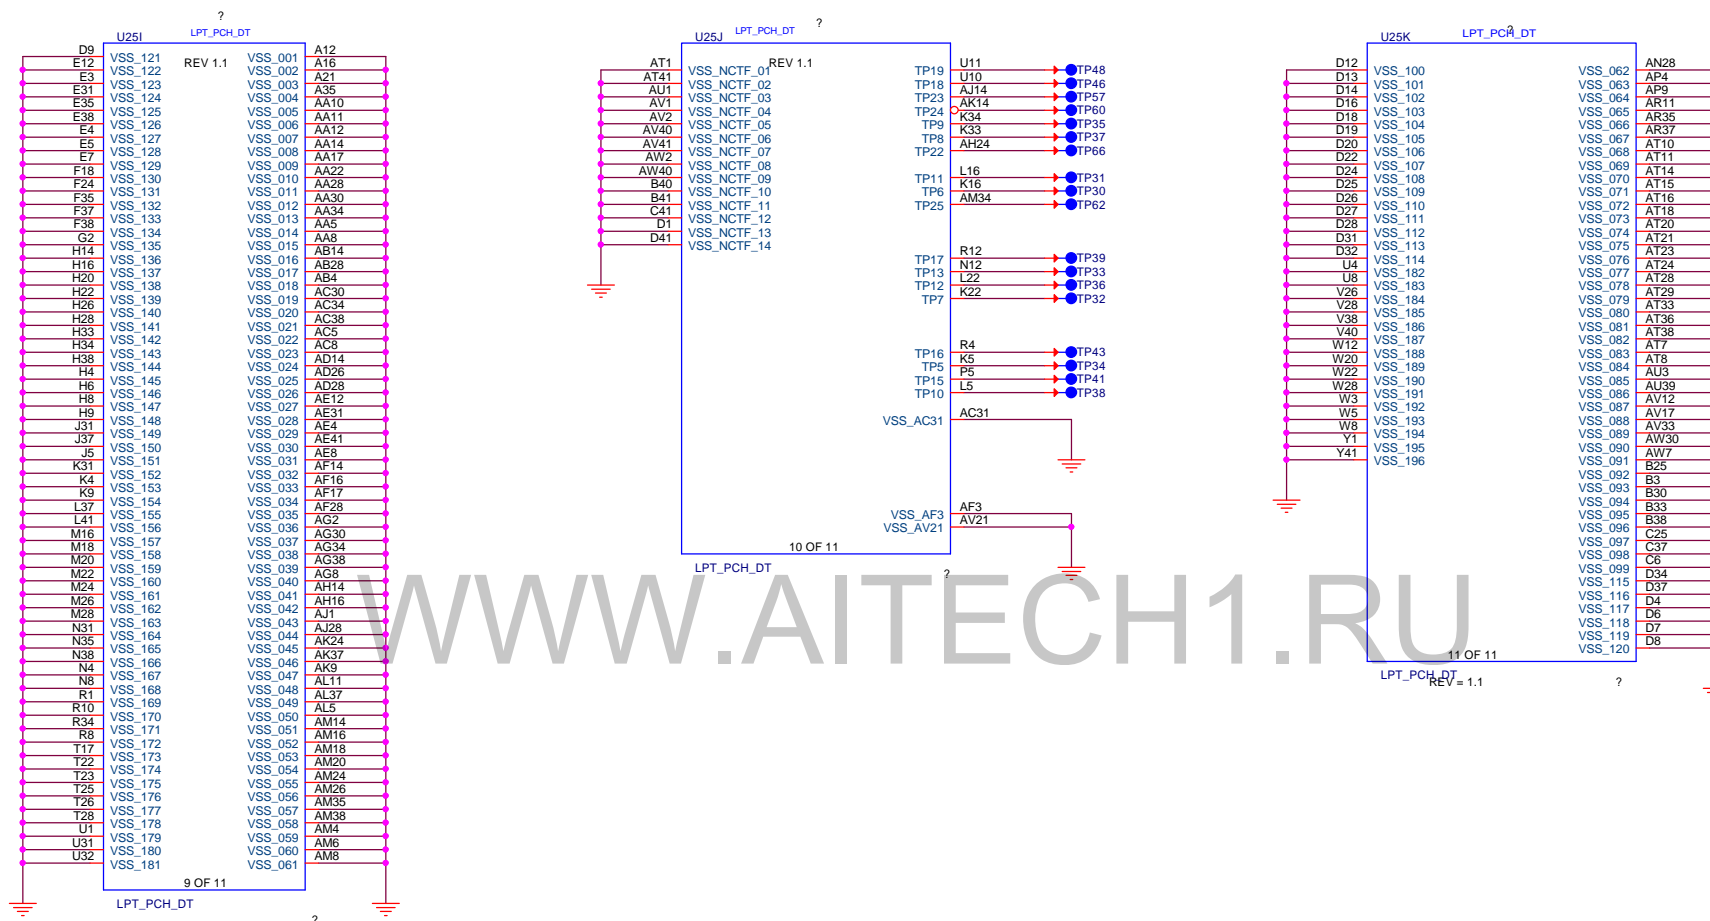 ?
U25I LPT_PCH_DT
REV 1.1
D9 VSS_121 VSS_001 A12
E12 VSS_122 VSS_002 A16
E3 VSS_123 VSS_003 A21
E31 VSS_124 VSS_004 A35
E35 VSS_125 VSS_005 AA10
E38 VSS_126 VSS_006 AA11
E4 VSS_127 VSS_007 AA12
E5 VSS_128 VSS_008 AA14
E7 VSS_129 VSS_009 AA17
F18 VSS_130 VSS_010 AA22
F24 VSS_131 VSS_011 AA28
F35 VSS_132 VSS_012 AA30
F37 VSS_133 VSS_013 AA34
F38 VSS_134 VSS_014 AA5
G2 VSS_135 VSS_015 AA8
H14 VSS_136 VSS_016 AB14
H16 VSS_137 VSS_017 AB28
H20 VSS_138 VSS_018 AB4
H22 VSS_139 VSS_019 AC30
H26 VSS_140 VSS_020 AC34
H28 VSS_141 VSS_021 AC38
H33 VSS_142 VSS_022 AC5
H34 VSS_143 VSS_023 AC8
H38 VSS_144 VSS_024 AD14
H4 VSS_145 VSS_025 AD26
H6 VSS_146 VSS_026 AD28
H8 VSS_147 VSS_027 AE12
H9 VSS_148 VSS_028 AE31
J31 VSS_149 VSS_029 AE4
J37 VSS_150 VSS_030 AE41
J5 VSS_151 VSS_031 AE8
K31 VSS_152 VSS_032 AF14
K4 VSS_153 VSS_033 AF16
K9 VSS_154 VSS_034 AF17
L37 VSS_155 VSS_035 AF28
L41 VSS_156 VSS_036 AG2
M16 VSS_157 VSS_037 AG30
M18 VSS_158 VSS_038 AG34
M20 VSS_159 VSS_039 AG38
M22 VSS_160 VSS_040 AG8
M24 VSS_161 VSS_041 AH14
M26 VSS_162 VSS_042 AH16
M28 VSS_163 VSS_043 AJ1
N31 VSS_164 VSS_044 AJ28
N35 VSS_165 VSS_045 AK24
N38 VSS_166 VSS_046 AK37
N4 VSS_167 VSS_047 AK9
N8 VSS_168 VSS_048 AL11
R1 VSS_169 VSS_049 AL37
R10 VSS_170 VSS_050 AL5
R34 VSS_171 VSS_051 AM14
R8 VSS_172 VSS_052 AM16
T17 VSS_173 VSS_053 AM18
T22 VSS_174 VSS_054 AM20
T23 VSS_175 VSS_055 AM24
T25 VSS_176 VSS_056 AM26
T26 VSS_177 VSS_057 AM35
T28 VSS_178 VSS_058 AM38
U1 VSS_179 VSS_059 AM4
U31 VSS_180 VSS_060 AM6
U32 VSS_181 VSS_061 AM8
9 OF 11
LPT_PCH_DT
?
?
U25J LPT_PCH_DT
REV 1.1
AT1 VSS_NCTF_01 TP19 U11 TP48
AT41 VSS_NCTF_02 TP18 U10 TP46
AU1 VSS_NCTF_03 TP23 AJ14 TP57
AV1 VSS_NCTF_04 TP24 AK14 TP60
AV2 VSS_NCTF_05 TP9 K34 TP35
AV40 VSS_NCTF_06 TP8 K33 TP37
AV41 VSS_NCTF_07 TP22 AH24 TP66
AW2 VSS_NCTF_08
AW40 VSS_NCTF_09 TP11 L16 TP31
B40 VSS_NCTF_10 TP6 K16 TP30
B41 VSS_NCTF_11 TP25 AM34 TP62
C41 VSS_NCTF_12
D1 VSS_NCTF_13
D41 VSS_NCTF_14
TP17 R12 TP39
TP13 N12 TP33
TP12 L22 TP36
TP7 K22 TP32
TP16 R4 TP43
TP5 K5 TP34
TP15 P5 TP41
TP10 L5 TP38
VSS_AC31 AC31
VSS_AF3 AF3
VSS_AV21 AV21
10 OF 11
LPT_PCH_DT
?
?
U25K LPT_PCH_DT
D12 VSS_100 VSS_062 AN28
D13 VSS_101 VSS_063 AP4
D14 VSS_102 VSS_064 AP9
D16 VSS_103 VSS_065 AR11
D18 VSS_104 VSS_066 AR35
D19 VSS_105 VSS_067 AR37
D20 VSS_106 VSS_068 AT10
D22 VSS_107 VSS_069 AT11
D24 VSS_108 VSS_070 AT14
D25 VSS_109 VSS_071 AT15
D26 VSS_110 VSS_072 AT16
D27 VSS_111 VSS_073 AT18
D28 VSS_112 VSS_074 AT20
D31 VSS_113 VSS_075 AT21
D32 VSS_114 VSS_076 AT23
U4 VSS_182 VSS_077 AT24
U8 VSS_183 VSS_078 AT28
V26 VSS_184 VSS_079 AT29
V28 VSS_185 VSS_080 AT33
V38 VSS_186 VSS_081 AT36
V40 VSS_187 VSS_082 AT38
W12 VSS_188 VSS_083 AT7
W20 VSS_189 VSS_084 AT8
W22 VSS_190 VSS_085 AU3
W28 VSS_191 VSS_086 AU39
W3 VSS_192 VSS_087 AV12
W5 VSS_193 VSS_088 AV17
W8 VSS_194 VSS_089 AV33
Y1 VSS_195 VSS_090 AW30
Y41 VSS_196 VSS_091 AW7
VSS_092 B25
VSS_093 B3
VSS_094 B30
VSS_095 B33
VSS_096 B38
VSS_097 C25
VSS_098 C37
VSS_099 C6
VSS_115 D34
VSS_116 D37
VSS_117 D4
VSS_118 D6
VSS_119 D7
VSS_120 D8
11 OF 11
LPT_PCH_DT
REV = 1.1
?
WWW.AITECH1.RU